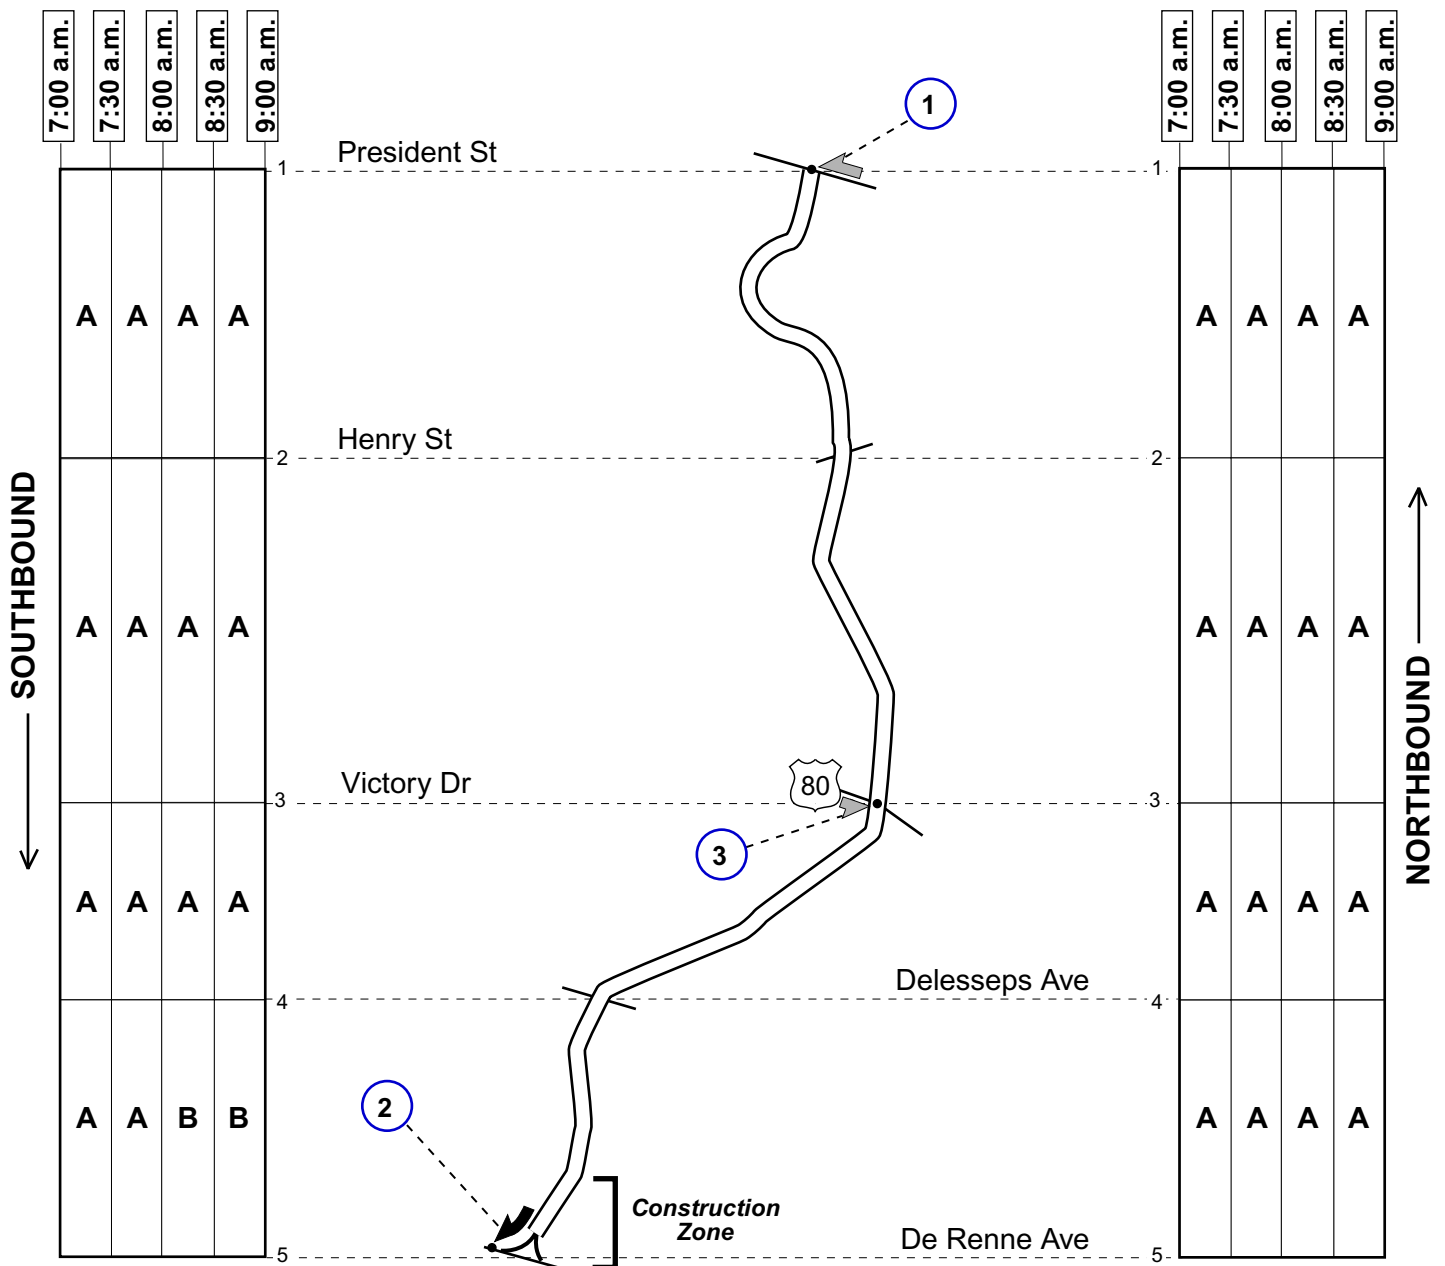 7:00 a.m. 7:30 a.m. 8:00 a.m. 8:30 a.m. 9:00 a.m.
7:00 a.m. 7:30 a.m. 8:00 a.m. 8:30 a.m. 9:00 a.m.
1
President St
1
1
A A A A
A A A A
Henry St
2
2
SOUTHBOUND
NORTHBOUND
A A A A
A A A A
Victory Dr
80
3
3
3
A A A A
A A A A
Delesseps Ave
4
4
2
A A B B
A A A A
Construction
Zone
De Renne Ave
5
5